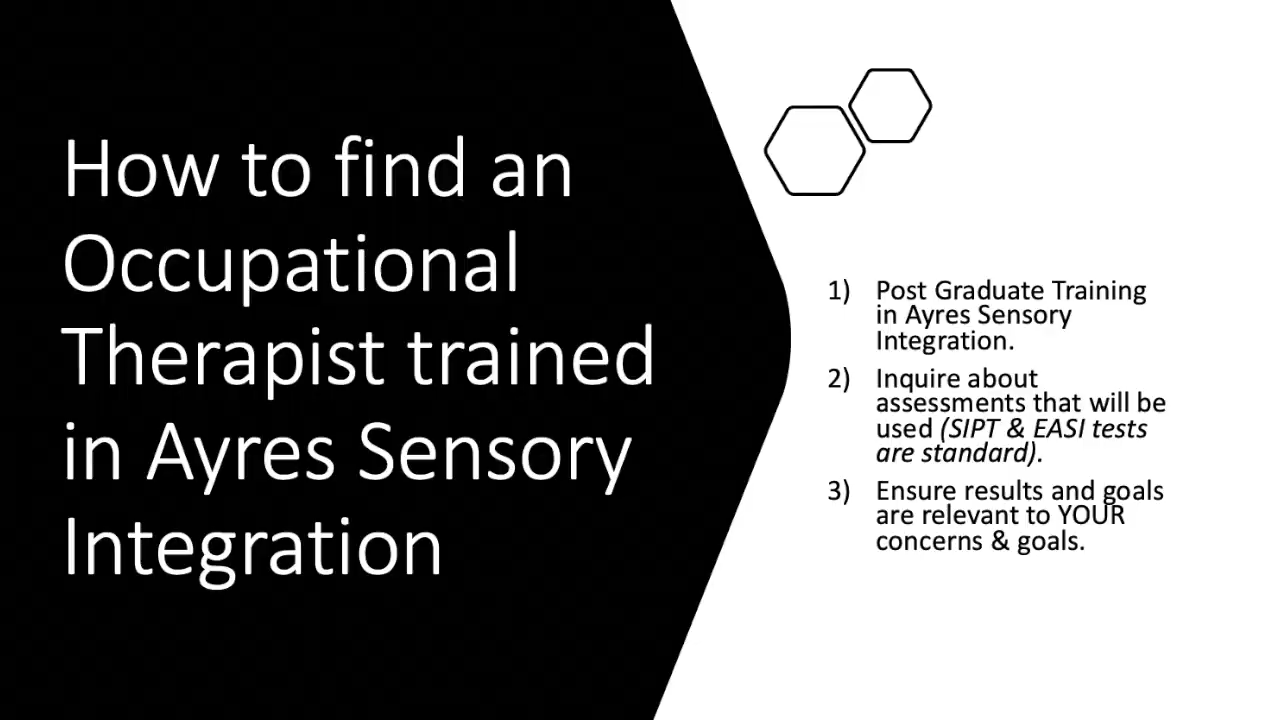 How to find an
Occupational
Therapist trained
in Ayres Sensory
Integration
1) Post Graduate Training
in Ayres Sensory
Integration.
2) Inquire about
assessments that will be
used (SIPT & EASI tests
are standard).
3) Ensure results and goals
are relevant to YOUR
concerns & goals.